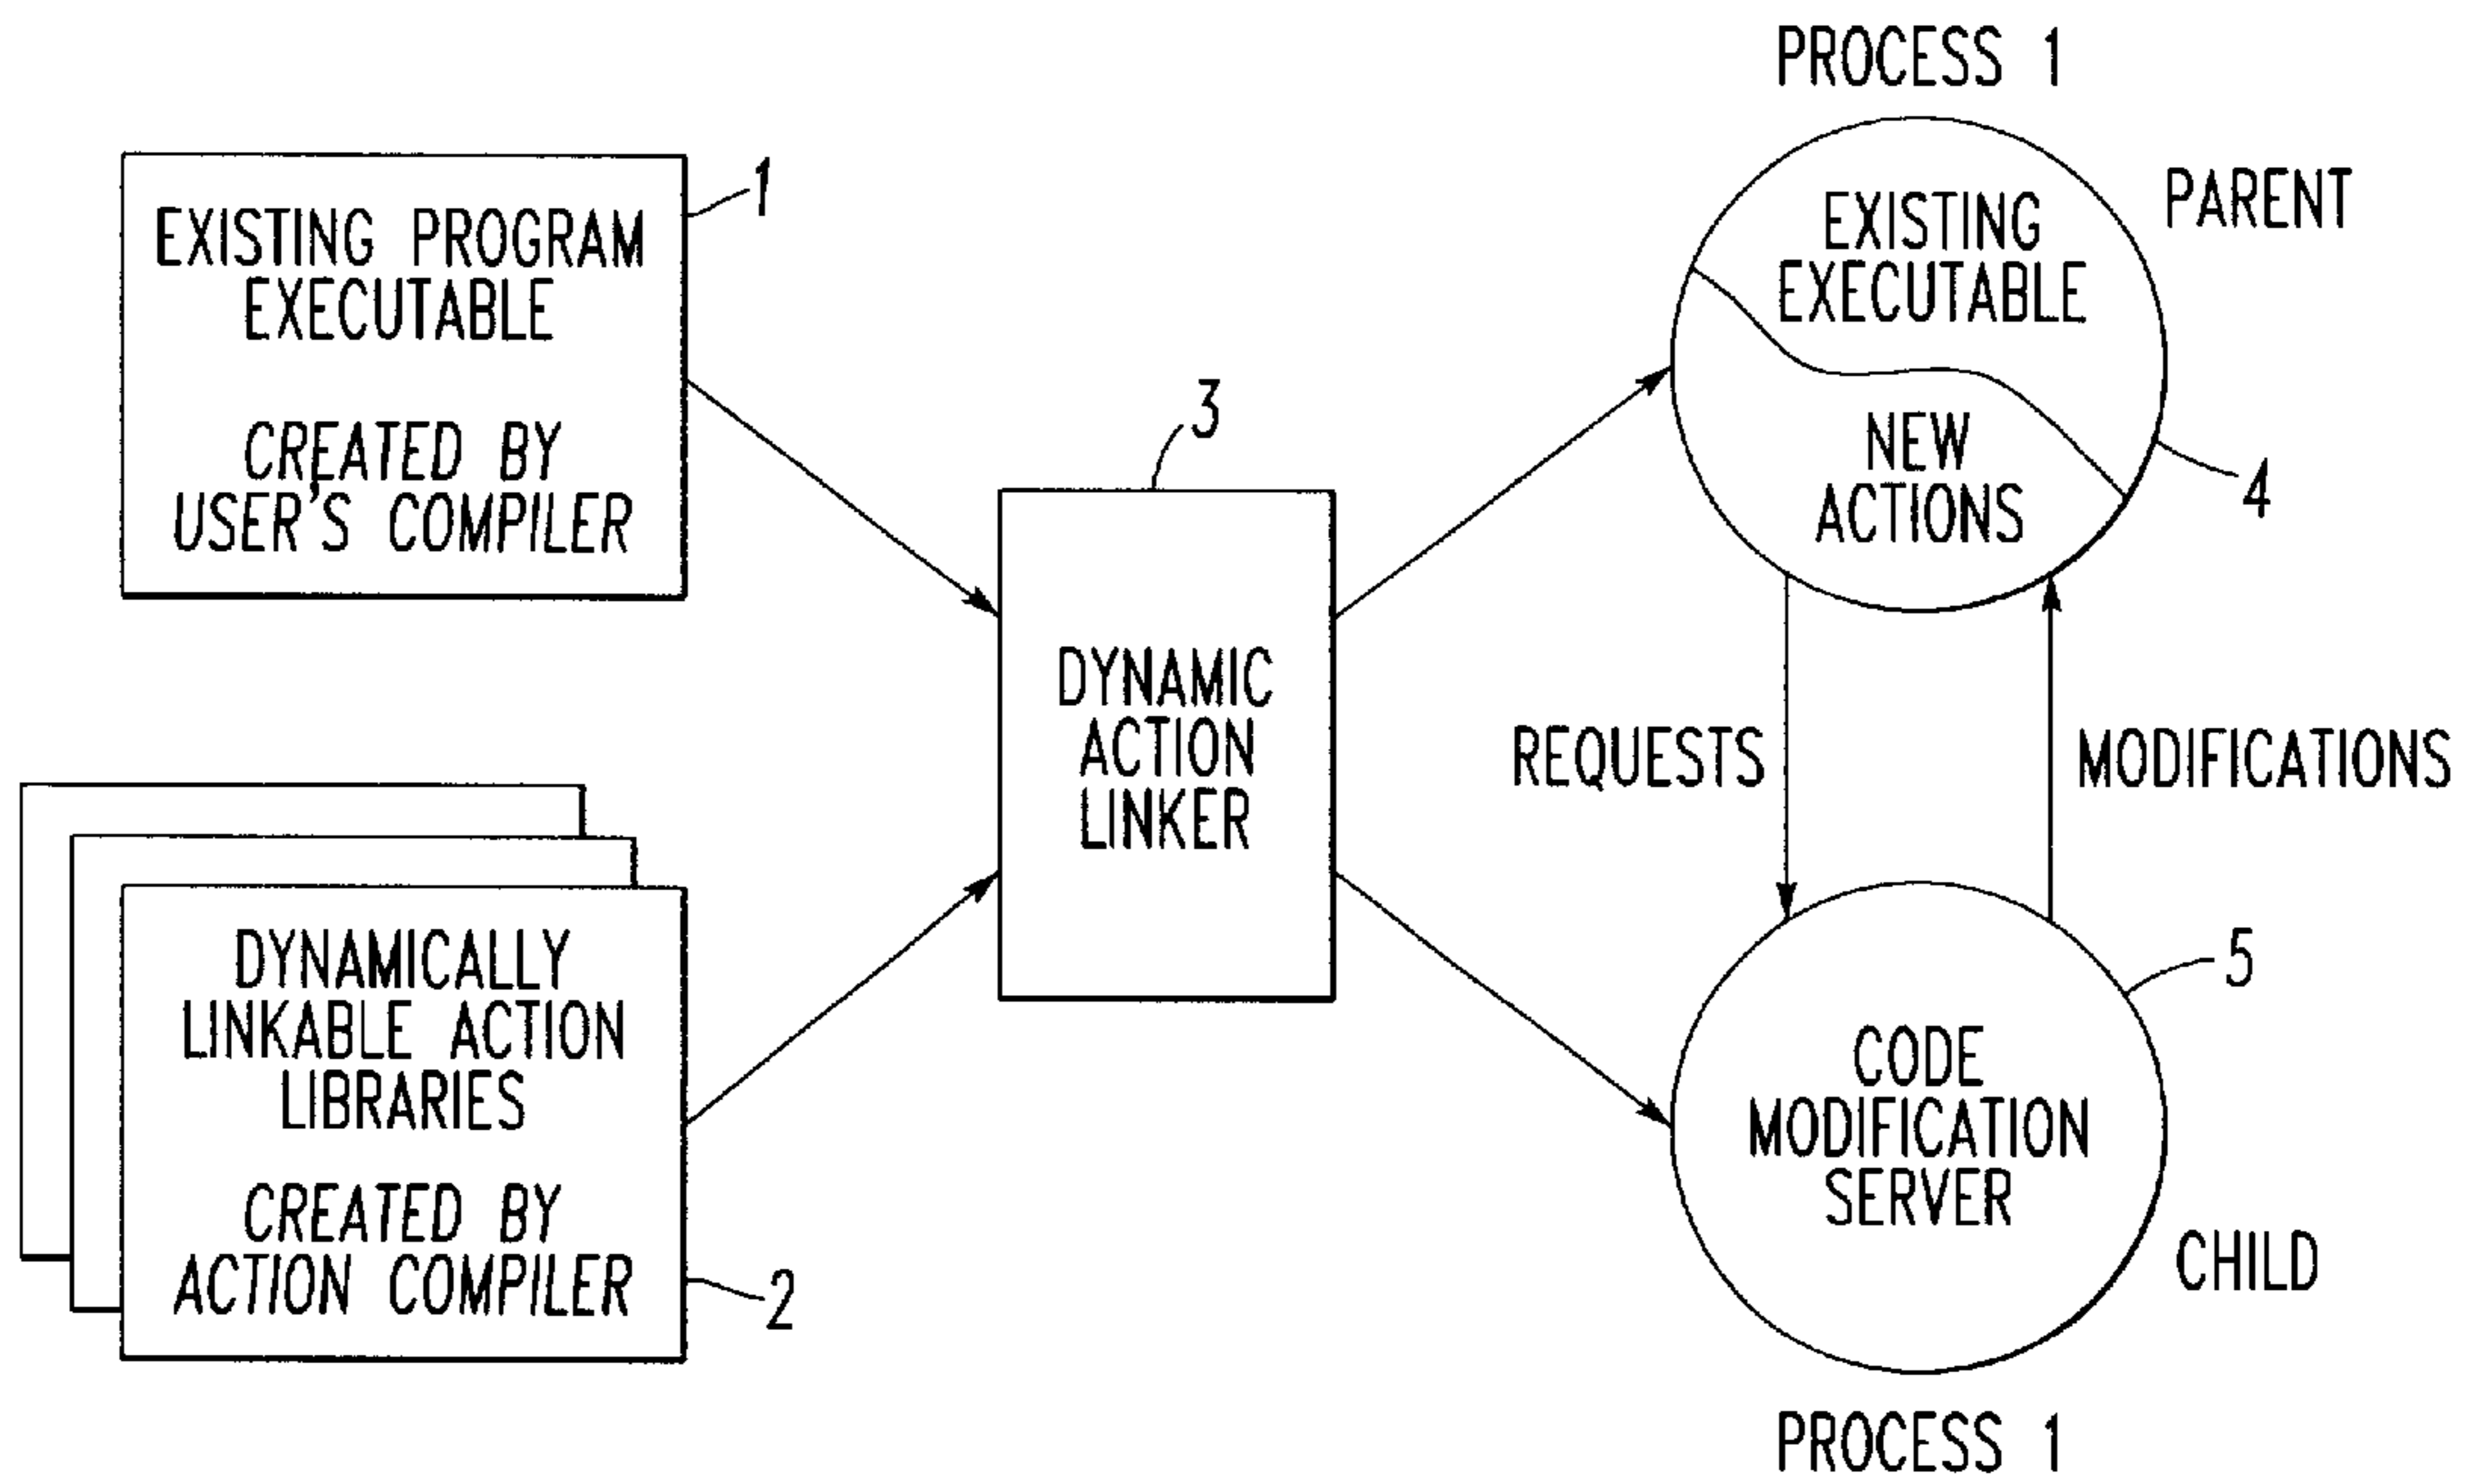 PROCESS 1
PARENT
EXISTING
EXECUTABLE
NEW
ACTIONS
4
1
EXISTING PROGRAM
EXECUTABLE
CREATED BY
USER'S COMPILER
3
DYNAMIC
ACTION
LINKER
REQUESTS
MODIFICATIONS
DYNAMICALLY
LINKABLE ACTION
LIBRARIES
CREATED BY
ACTION COMPILER
2
5
CODE
MODIFICATION
SERVER
CHILD
PROCESS 1